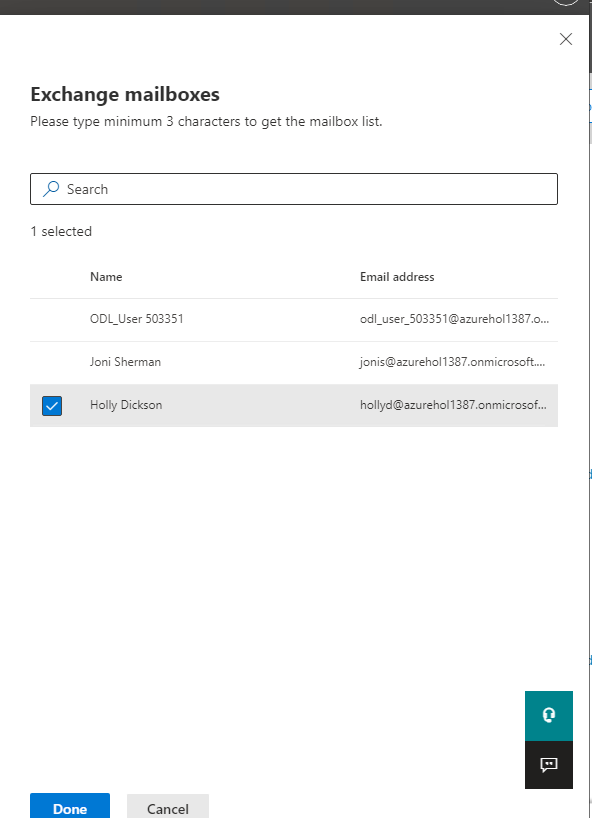 Exchange mailboxes
Please type minimum 3 characters to get the mailbox list.
Search
1 selected
Name Email address
ODL_User 503351 odl_user_503351@azurehol1387.o...
Joni Sherman jonis@azurehol1387.onmicrosoft....
Holly Dickson hollyd@azurehol1387.onmicrosof...
Done Cancel